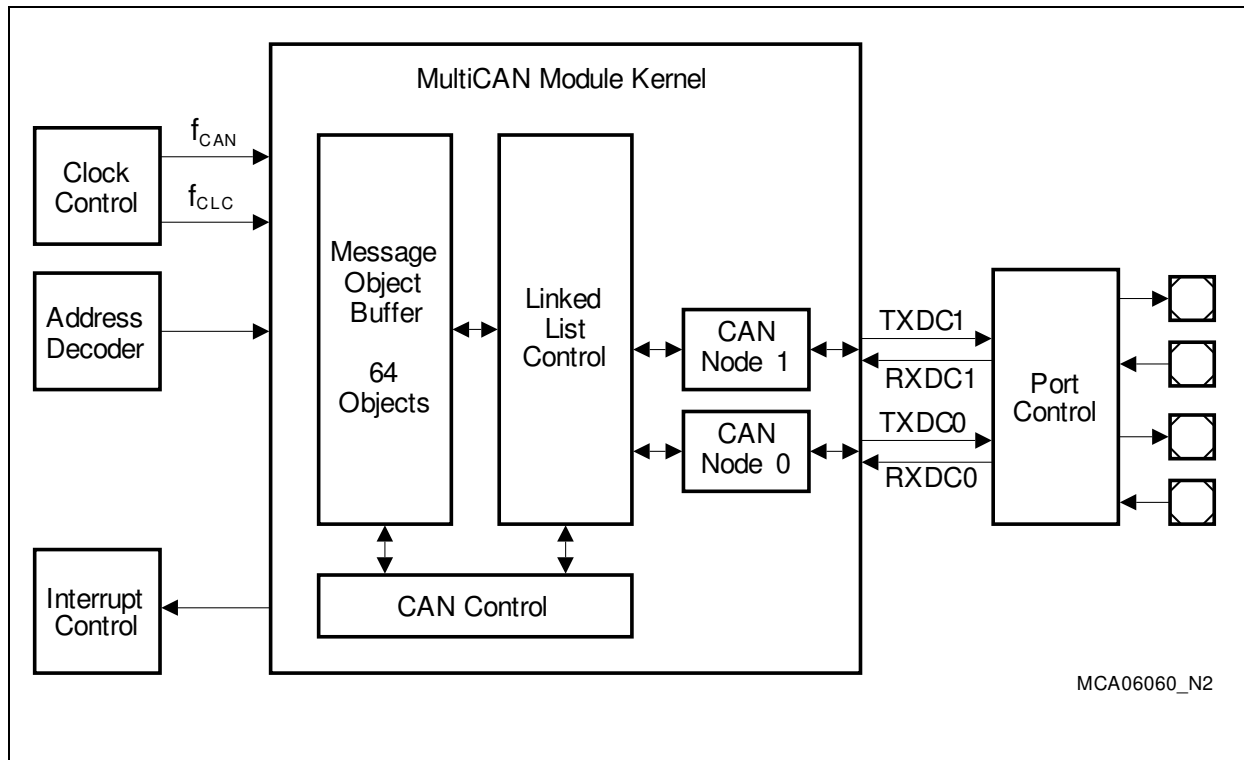 MultiCAN Module Kernel
Clock
Control
fCAN
fCLC
Address
Decoder
Interrupt
Control
Message
Object
Buffer
64
Objects
Linked
List
Control
CAN
Node 1
CAN
Node 0
CAN Control
TXDC1
RXDC1
TXDC0
RXDC0
Port
Control
MCA06060_N2